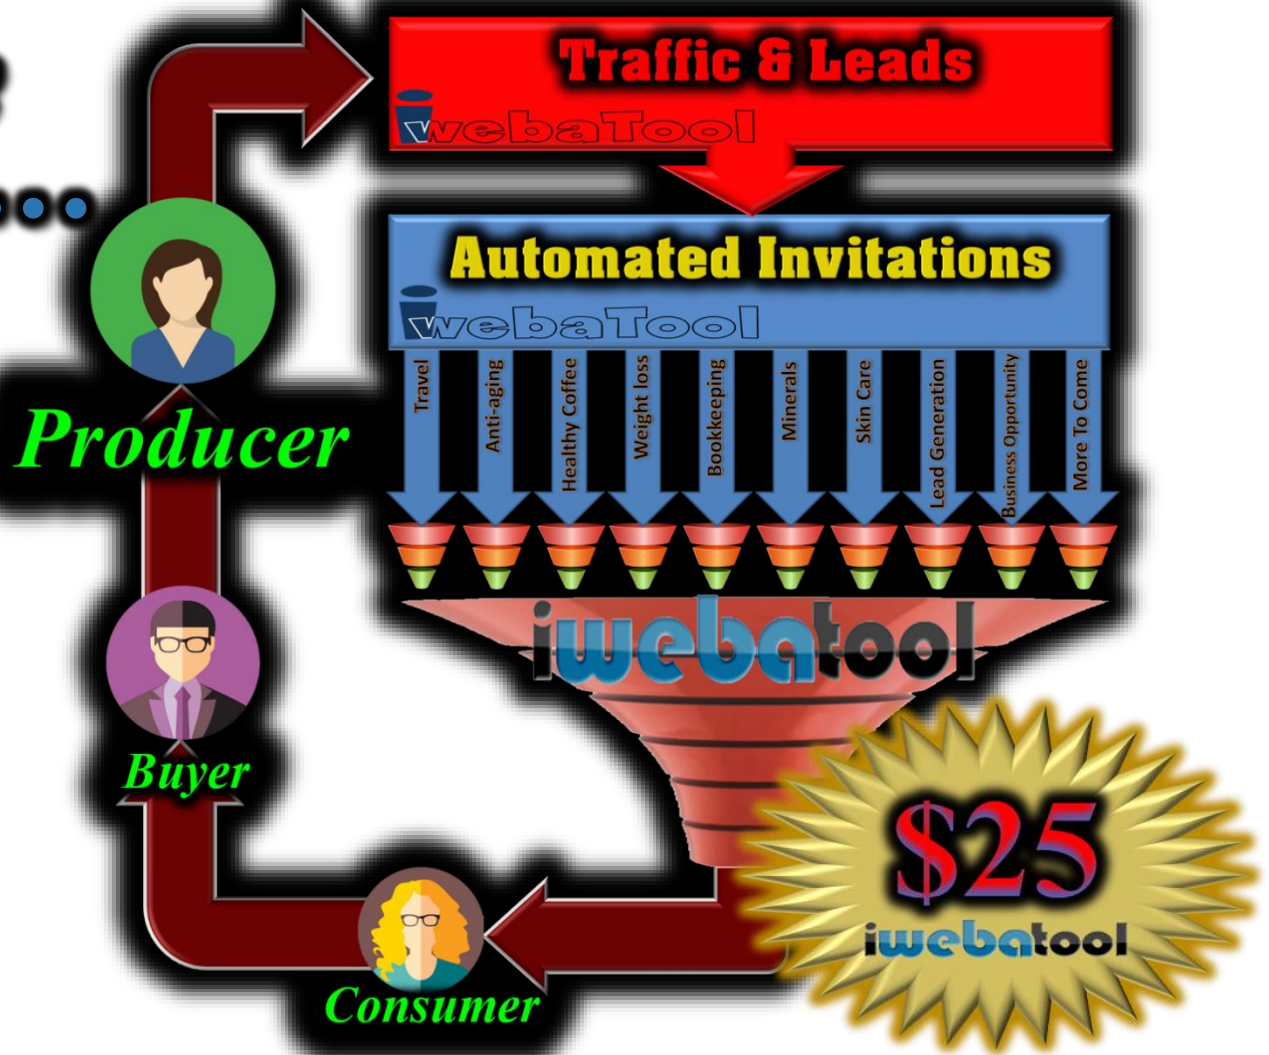 Traffic & Leads
iwebaTool
Automated Invitations
iwebaTool
Travel
Anti-aging
Healthy Coffee
Weight loss
Bookkeeping
Minerals
Skin Care
Lead Generation
Business Opportunity
More To Come
Producer
iwebatool
Buyer
$25
iwebatool
Consumer